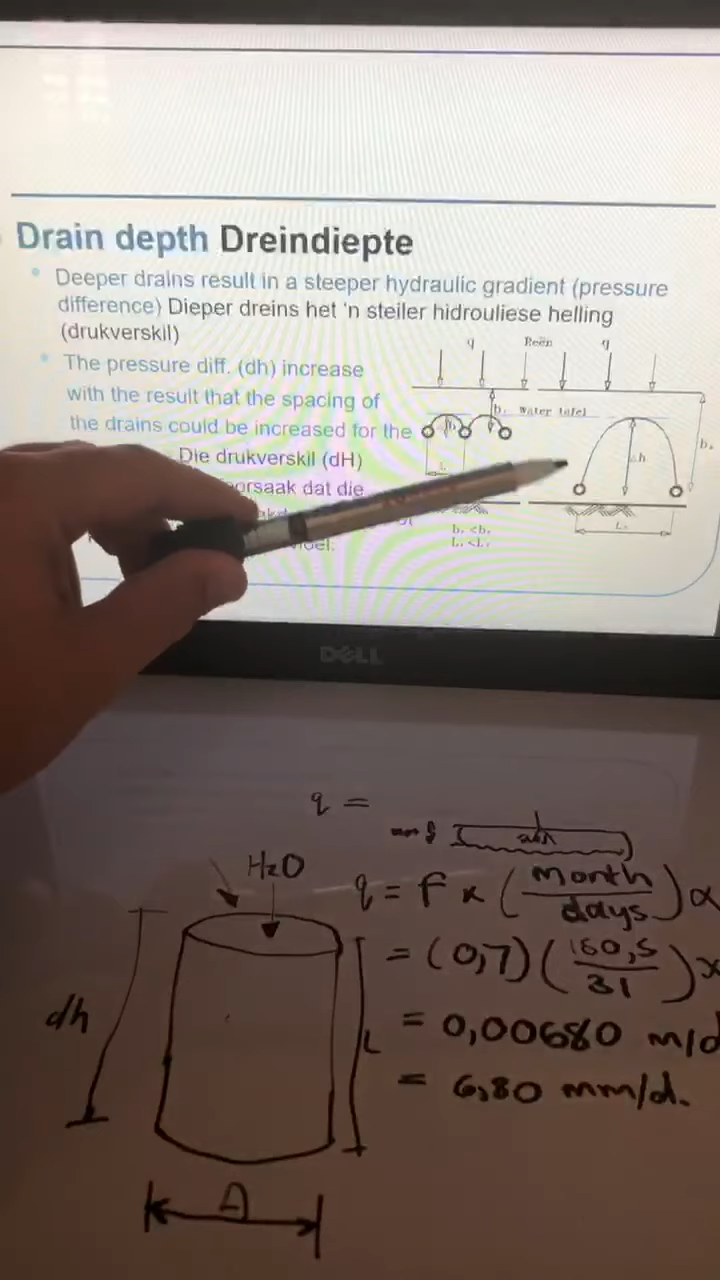 Drain depth Dreindiepte
Deeper drains result in a steeper hydraulic gradient (pressure
difference) Dieper dreins het 'n steiler hidrouliese helling
(drukverskil)
The pressure diff. (dh) increase
with the result that the spacing of
the drains could be increased for the
Die drukverskil (dH)
oorsaak dat die
q Reën q
Water tafel
h
DELL
q =
H2O
q = f x (month/days) x
= (0,7) (160,5/31) x
dh
= 0,00680 m/d
L
= 6,80 mm/d.
A